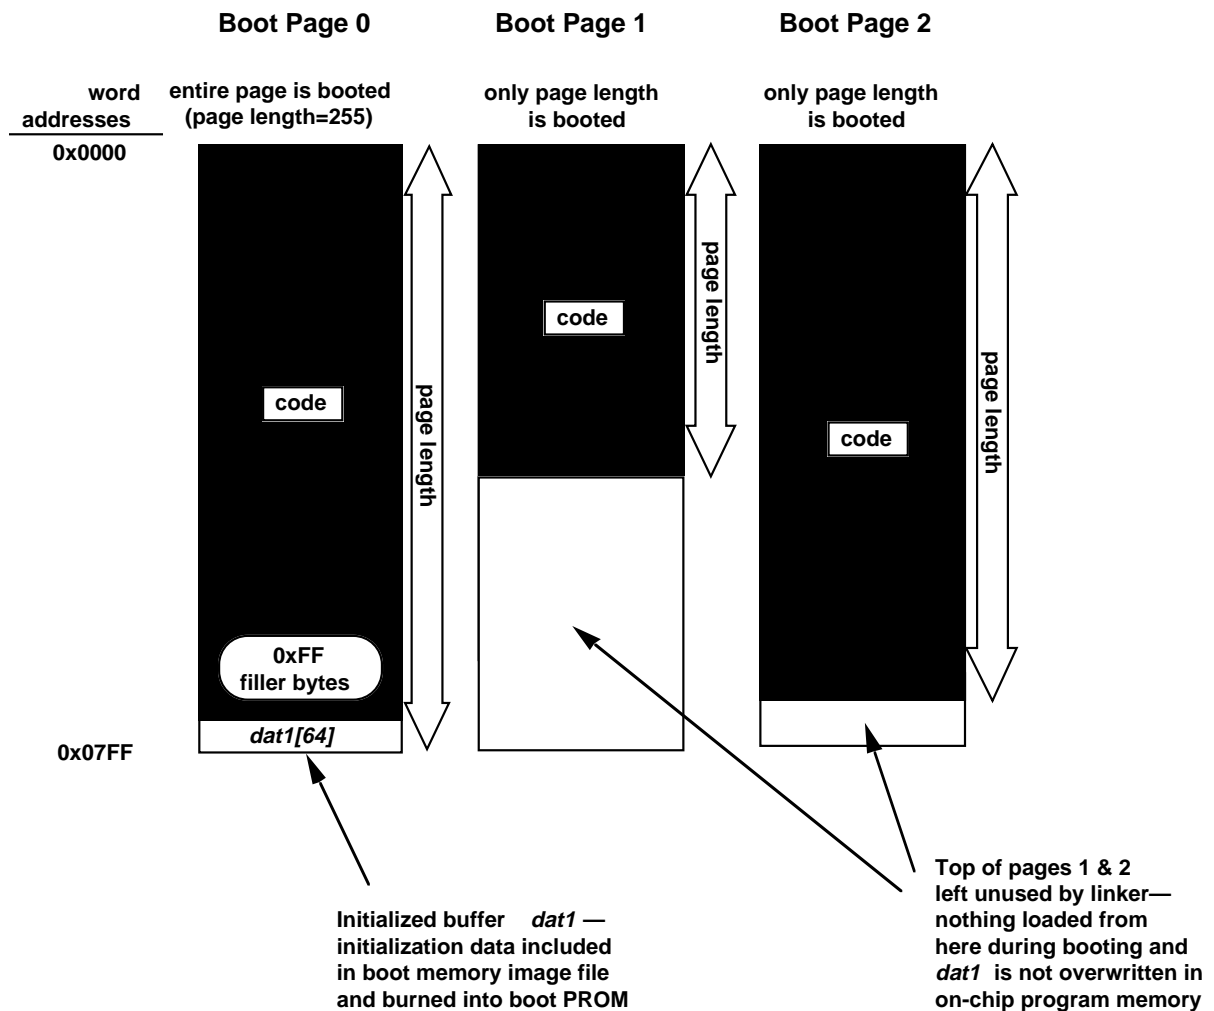 Boot Page 0
Boot Page 1
Boot Page 2
word
addresses
entire page is booted
(page length=255)
only page length
is booted
only page length
is booted
0x0000
code
page length
0xFF
filler bytes
dat1[64]
0x07FF
code
page length
code
page length
Initialized buffer dat1 —
initialization data included
in boot memory image file
and burned into boot PROM
Top of pages 1 & 2
left unused by linker—
nothing loaded from
here during booting and
dat1 is not overwritten in
on-chip program memory